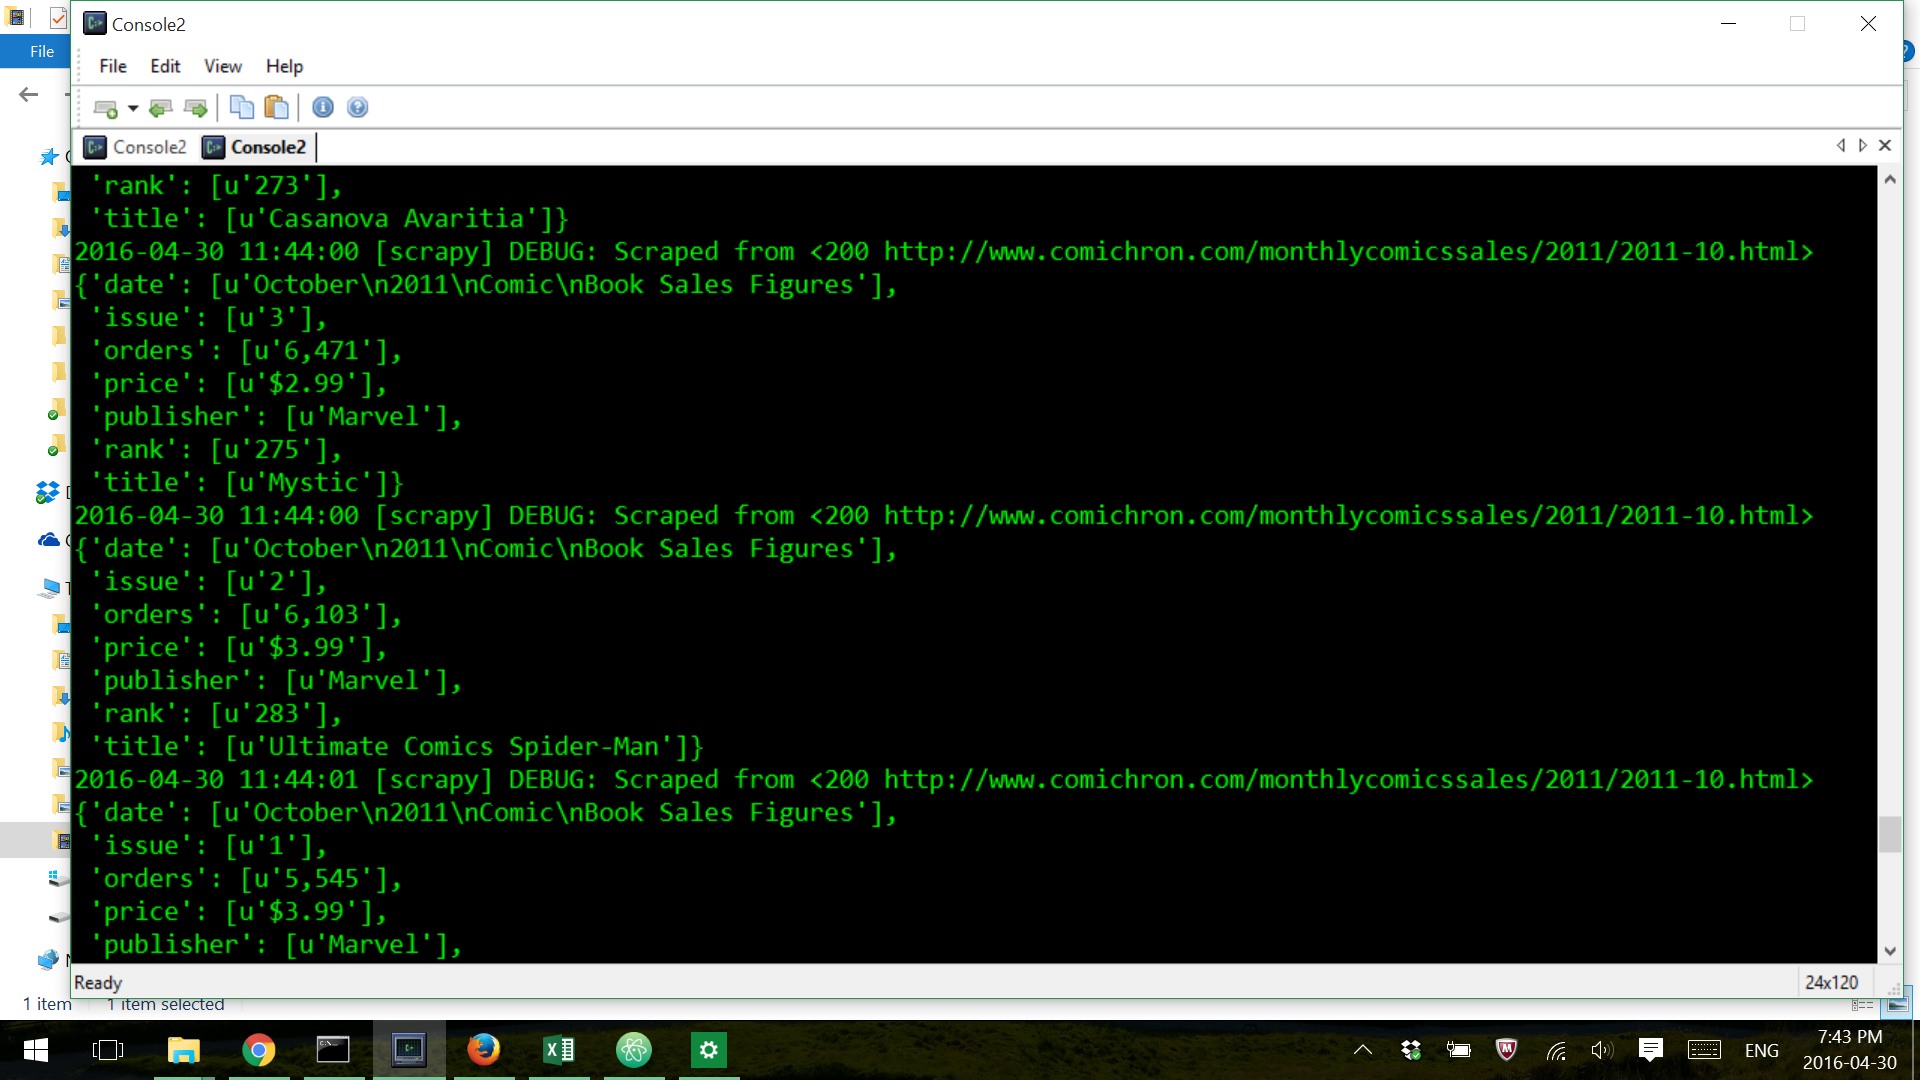 Console2
File
File Edit View Help
Console2 Console2
'rank': [u'273'],
'title': [u'Casanova Avaritia']}
2016-04-30 11:44:00 [scrapy] DEBUG: Scraped from <200 http://www.comichron.com/monthlycomicssales/2011/2011-10.html>
{'date': [u'October\n2011\nComic\nBook Sales Figures'],
'issue': [u'3'],
'orders': [u'6,471'],
'price': [u'$2.99'],
'publisher': [u'Marvel'],
'rank': [u'275'],
'title': [u'Mystic']}
2016-04-30 11:44:00 [scrapy] DEBUG: Scraped from <200 http://www.comichron.com/monthlycomicssales/2011/2011-10.html>
{'date': [u'October\n2011\nComic\nBook Sales Figures'],
'issue': [u'2'],
'orders': [u'6,103'],
'price': [u'$3.99'],
'publisher': [u'Marvel'],
'rank': [u'283'],
'title': [u'Ultimate Comics Spider-Man']}
2016-04-30 11:44:01 [scrapy] DEBUG: Scraped from <200 http://www.comichron.com/monthlycomicssales/2011/2011-10.html>
{'date': [u'October\n2011\nComic\nBook Sales Figures'],
'issue': [u'1'],
'orders': [u'5,545'],
'price': [u'$3.99'],
'publisher': [u'Marvel'],
Ready 24x120
1 item 1 item selected
ENG
7:43 PM
2016-04-30